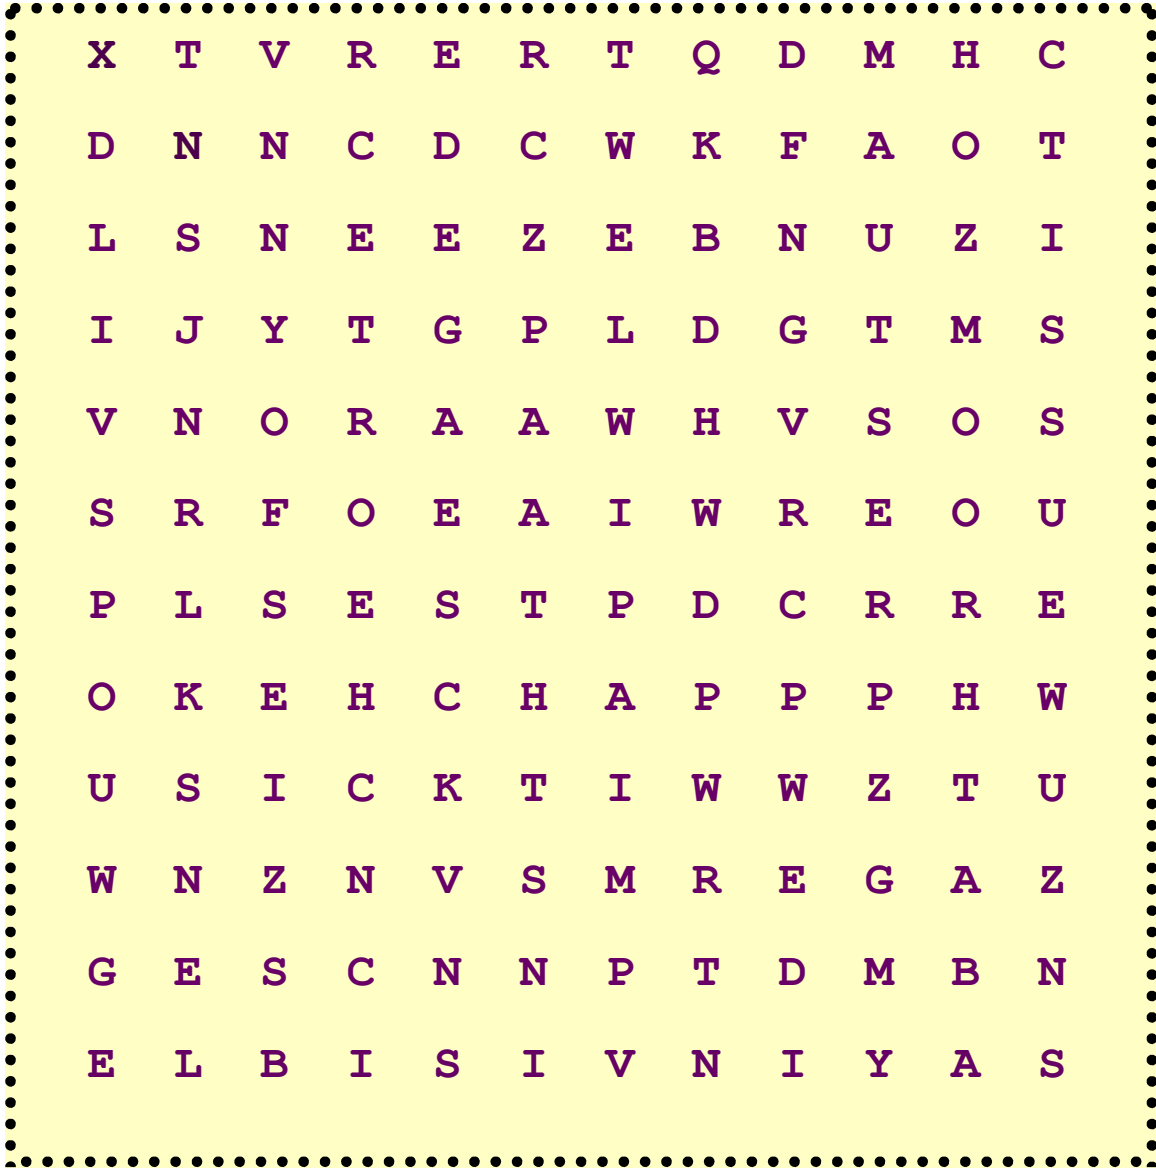 X T V R E R T Q D M H C
D N N C D C W K F A O T
L S N E E Z E B N U Z I
I J Y T G P L D G T M S
V N O R A A W H V S O S
S R F O E A I W R E O U
P L S E S T P D C R R E
O K E H C H A P P P H W
U S I C K T I W W Z T U
W N Z N V S M R E G A Z
G E S C N N P T D M B N
E L B I S I V N I Y A S